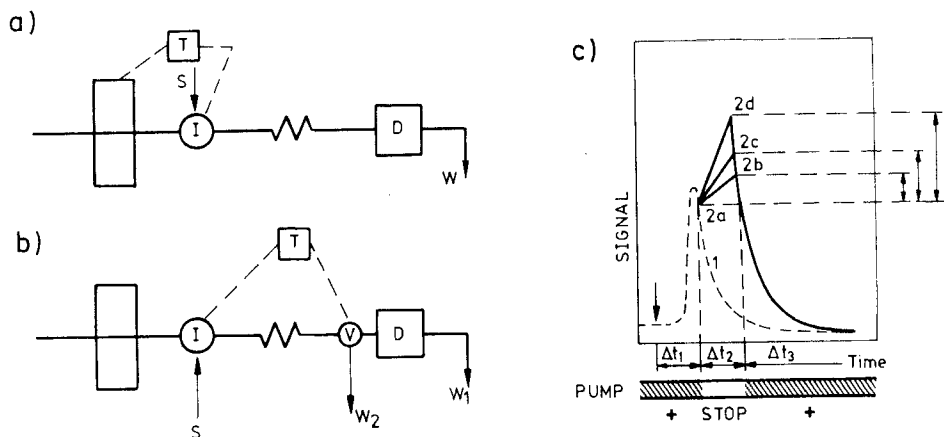 a)
T
S
I
D
W
b)
T
I
V
D
S
W₂
W₁
c)
SIGNAL
2d
2c
2b
2a
1
Δt₁
Δt₂
Δt₃
Time
PUMP
+ STOP +